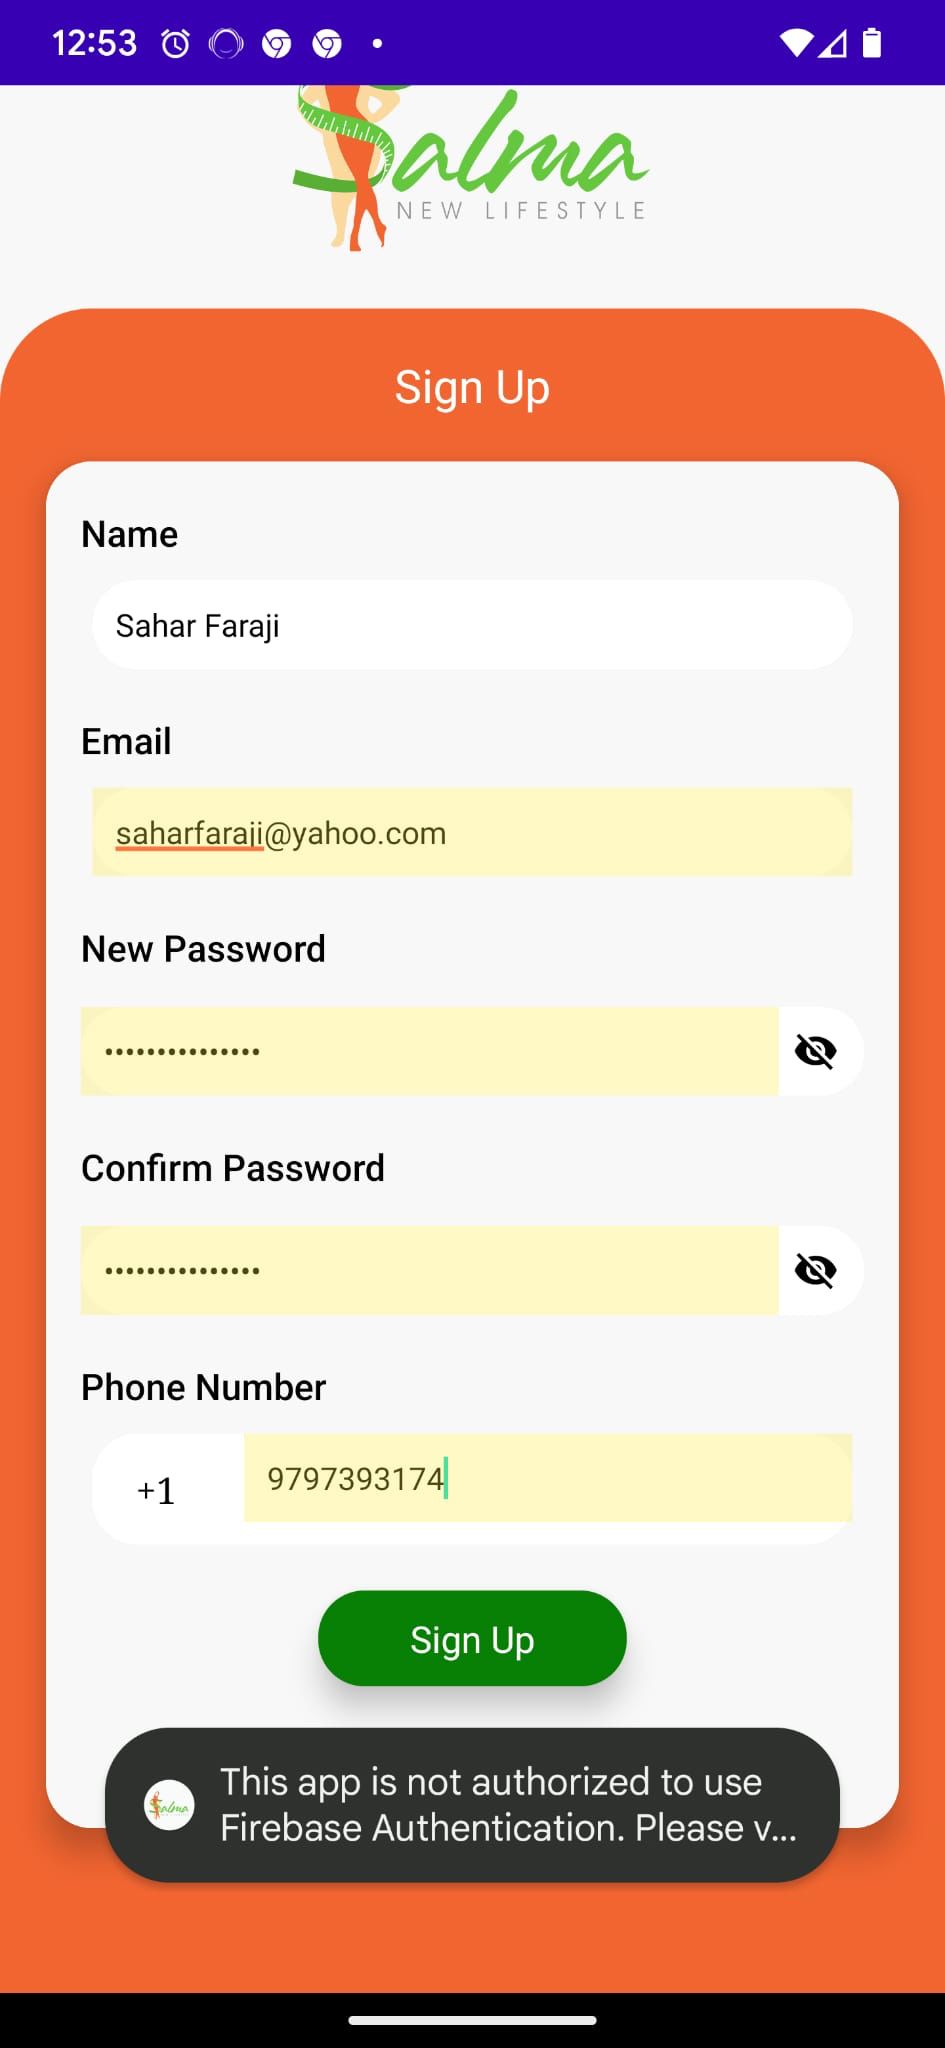 12:53
Salma
NEW LIFESTYLE
Sign Up
Name
Sahar Faraji
Email
saharfaraji@yahoo.com
New Password
•••••••••••••••
Confirm Password
•••••••••••••••
Phone Number
+1
9797393174
Sign Up
Salma
This app is not authorized to use
Firebase Authentication. Please v...